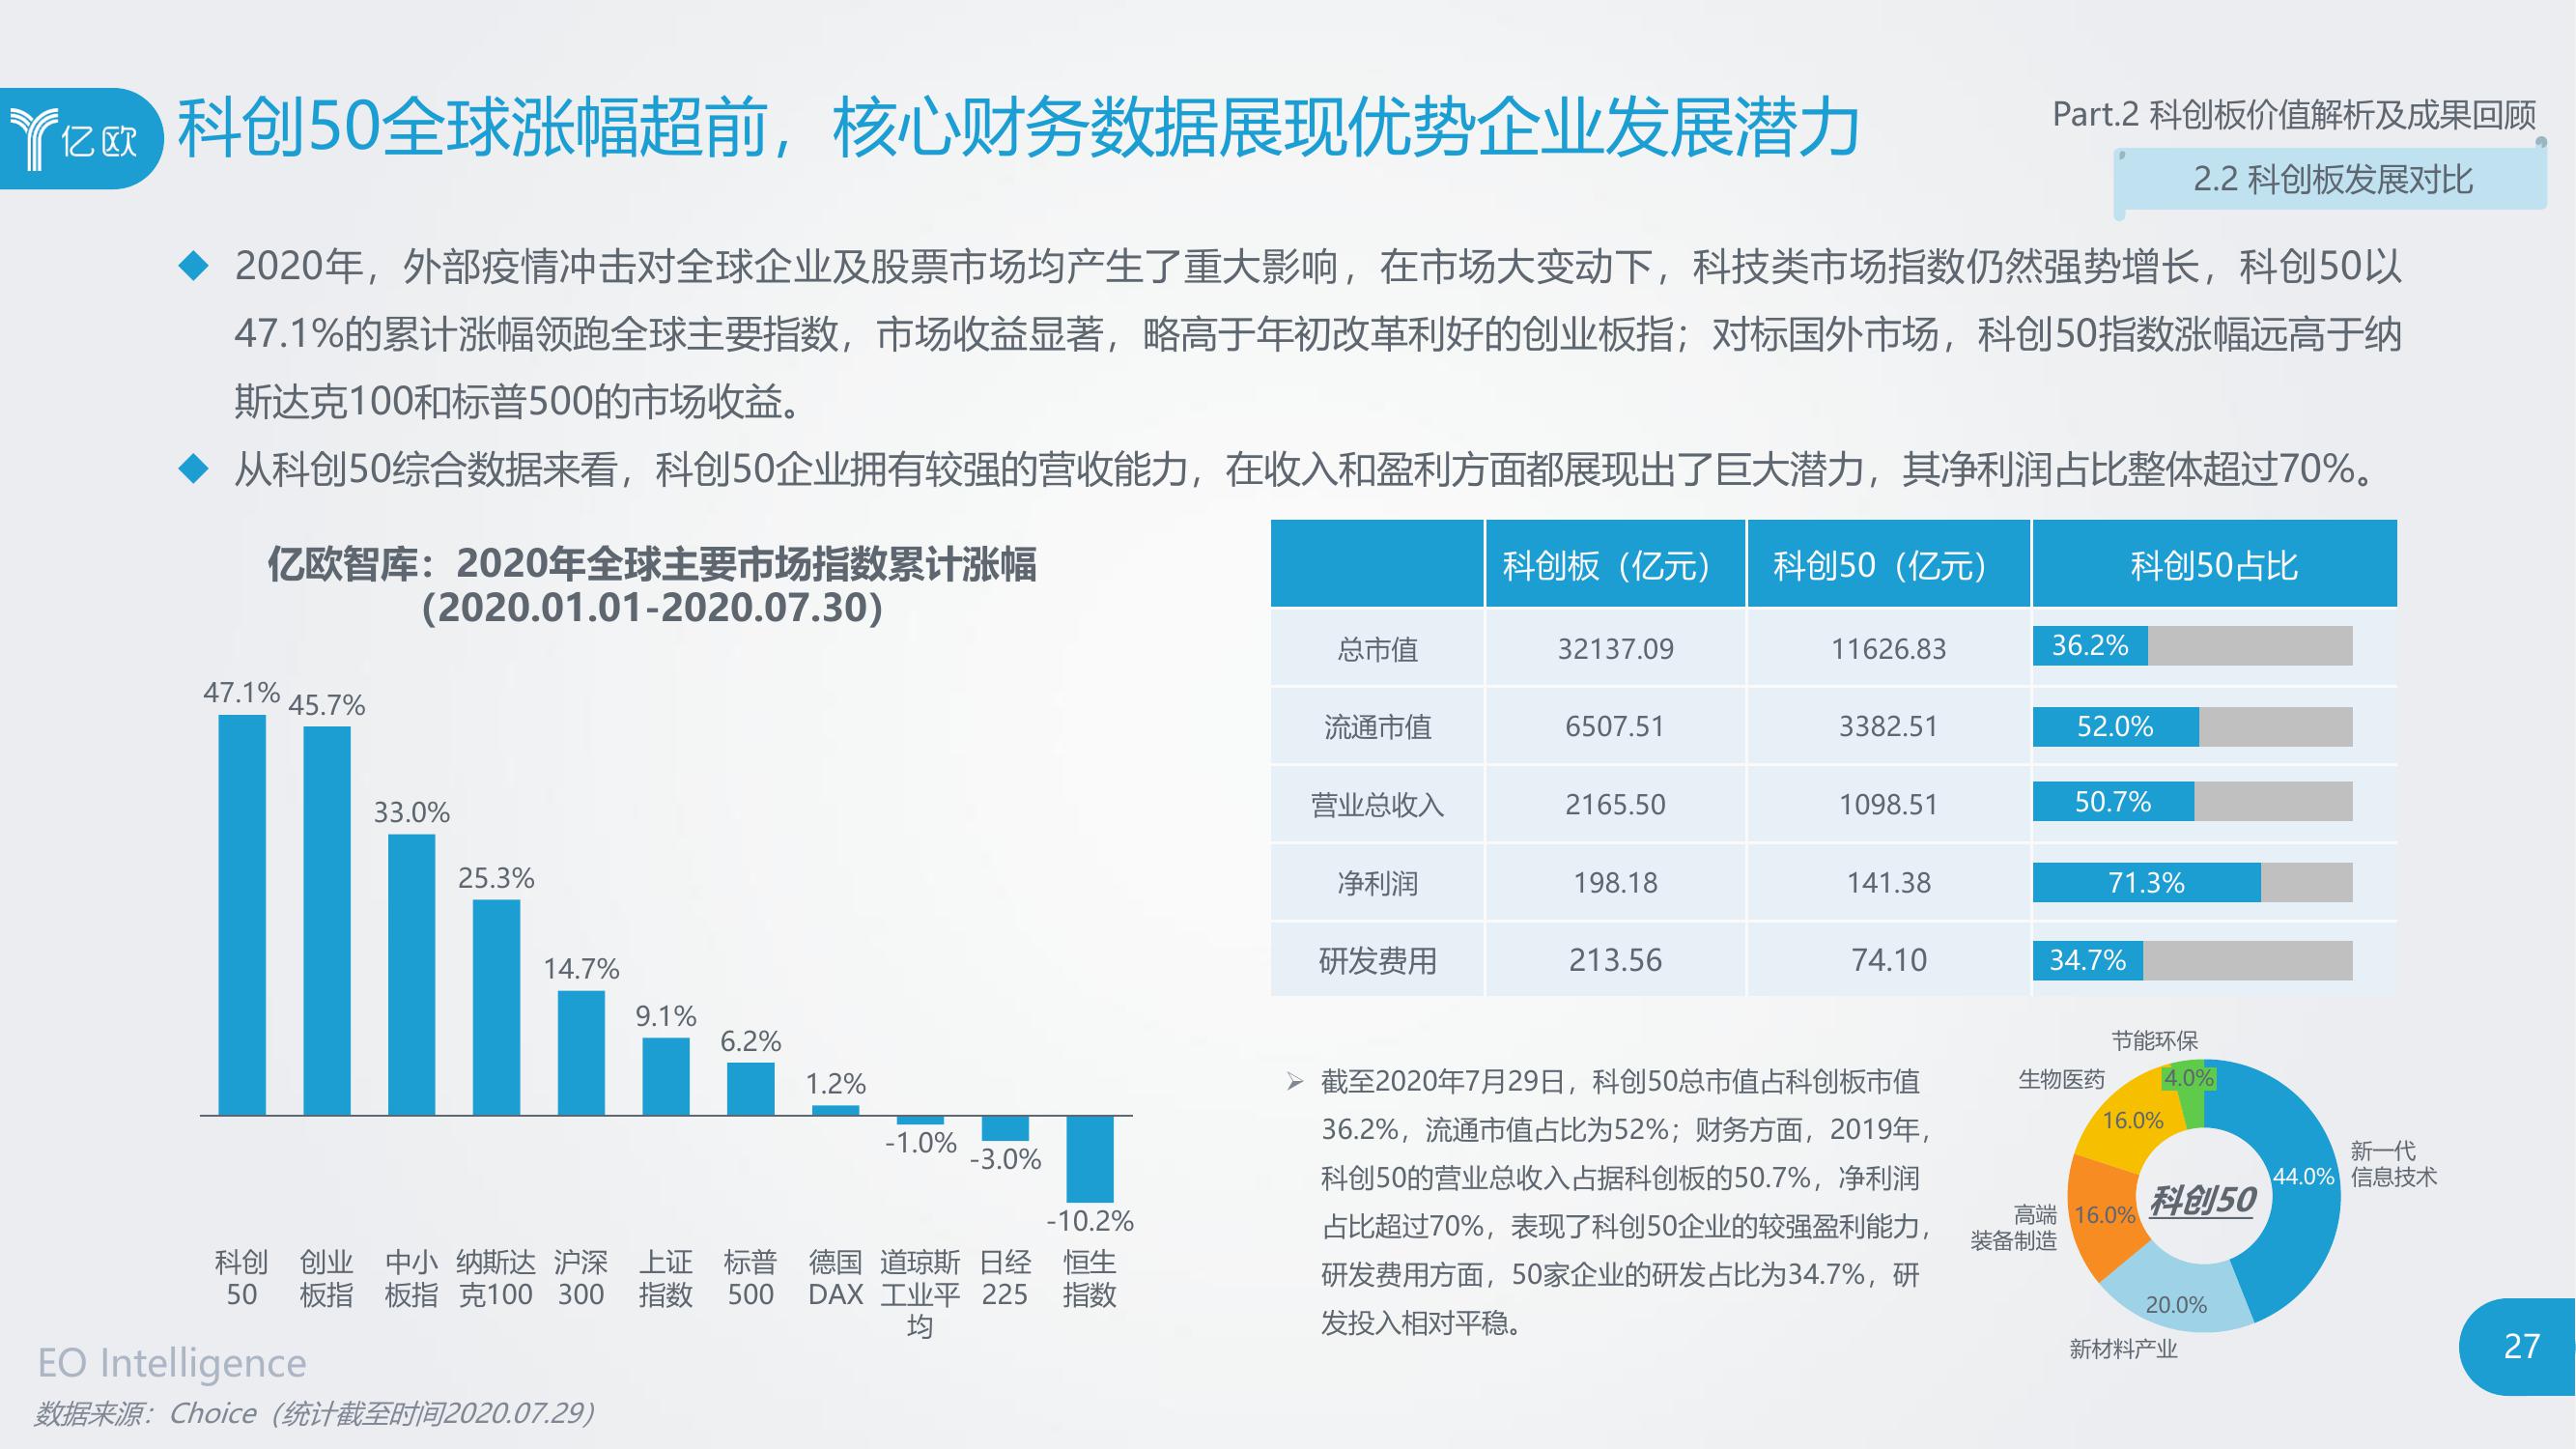 亿欧
科创50全球涨幅超前，核心财务数据展现优势企业发展潜力
Part.2 科创板价值解析及成果回顾
2.2 科创板发展对比
2020年，外部疫情冲击对全球企业及股票市场均产生了重大影响，在市场大变动下，科技类市场指数仍然强势增长，科创50以
47.1%的累计涨幅领跑全球主要指数，市场收益显著，略高于年初改革利好的创业板指；对标国外市场，科创50指数涨幅远高于纳
斯达克100和标普500的市场收益。
从科创50综合数据来看，科创50企业拥有较强的营收能力，在收入和盈利方面都展现出了巨大潜力，其净利润占比整体超过70%。
亿欧智库：2020年全球主要市场指数累计涨幅
(2020.01.01-2020.07.30)
47.1%
45.7%
33.0%
25.3%
14.7%
9.1%
6.2%
1.2%
-1.0%
-3.0%
-10.2%
科创
50
创业
板指
中小
板指
纳斯达
克100
沪深
300
上证
指数
标普
500
德国
DAX
道琼斯
工业平
均
日经
225
恒生
指数
科创板（亿元） 科创50（亿元） 科创50占比
总市值 32137.09 11626.83 36.2%
流通市值 6507.51 3382.51 52.0%
营业总收入 2165.50 1098.51 50.7%
净利润 198.18 141.38 71.3%
研发费用 213.56 74.10 34.7%
截至2020年7月29日，科创50总市值占科创板市值
36.2%，流通市值占比为52%；财务方面，2019年，
科创50的营业总收入占据科创板的50.7%，净利润
占比超过70%，表现了科创50企业的较强盈利能力，
研发费用方面，50家企业的研发占比为34.7%，研
发投入相对平稳。
节能环保
4.0%
生物医药
16.0%
新一代
信息技术
44.0%
科创50
高端
装备制造
16.0%
20.0%
新材料产业
EO Intelligence
27
数据来源：Choice（统计截至时间2020.07.29）